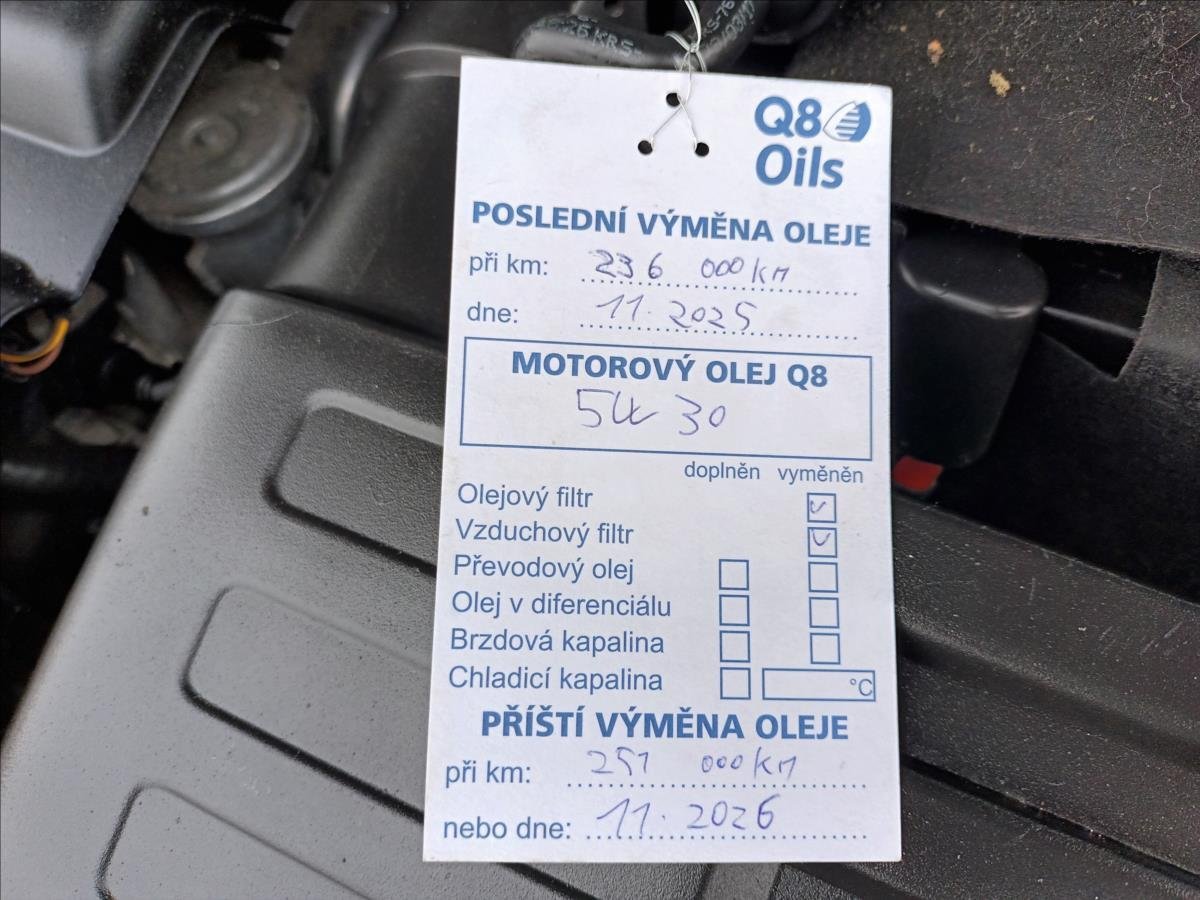 26 KRS-
Q8
Oils
POSLEDNÍ VÝMĚNA OLEJE
při km: 236 000 KM
dne: 11. 2025
MOTOROVÝ OLEJ Q8
5W 30
doplněn vyměněn
Olejový filtr
Vzduchový filtr
Převodový olej
Olej v diferenciálu
Brzdová kapalina
Chladicí kapalina °C
PŘÍŠTÍ VÝMĚNA OLEJE
při km: 251 000 KM
nebo dne: 11. 2026